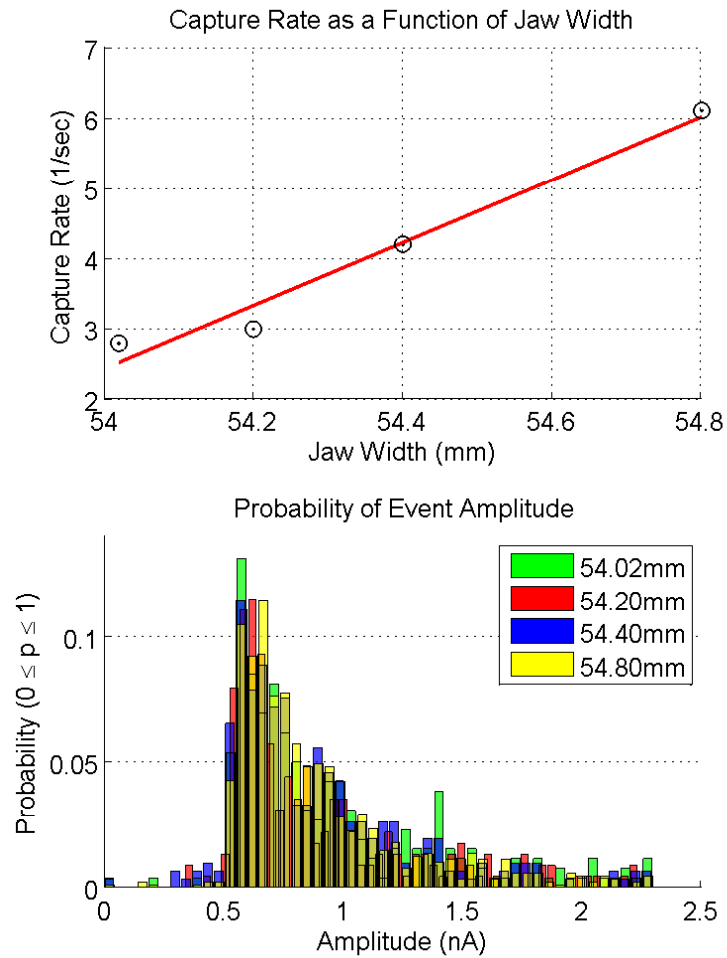 Capture Rate as a Function of Jaw Width
Capture Rate (1/sec)
7
6
5
4
3
2
54
54.2
54.4
54.6
54.8
Jaw Width (mm)
Probability of Event Amplitude
Probability (0 ≤ p ≤ 1)
0.1
0.05
0
54.02mm
54.20mm
54.40mm
54.80mm
0
0.5
1
1.5
2
2.5
Amplitude (nA)